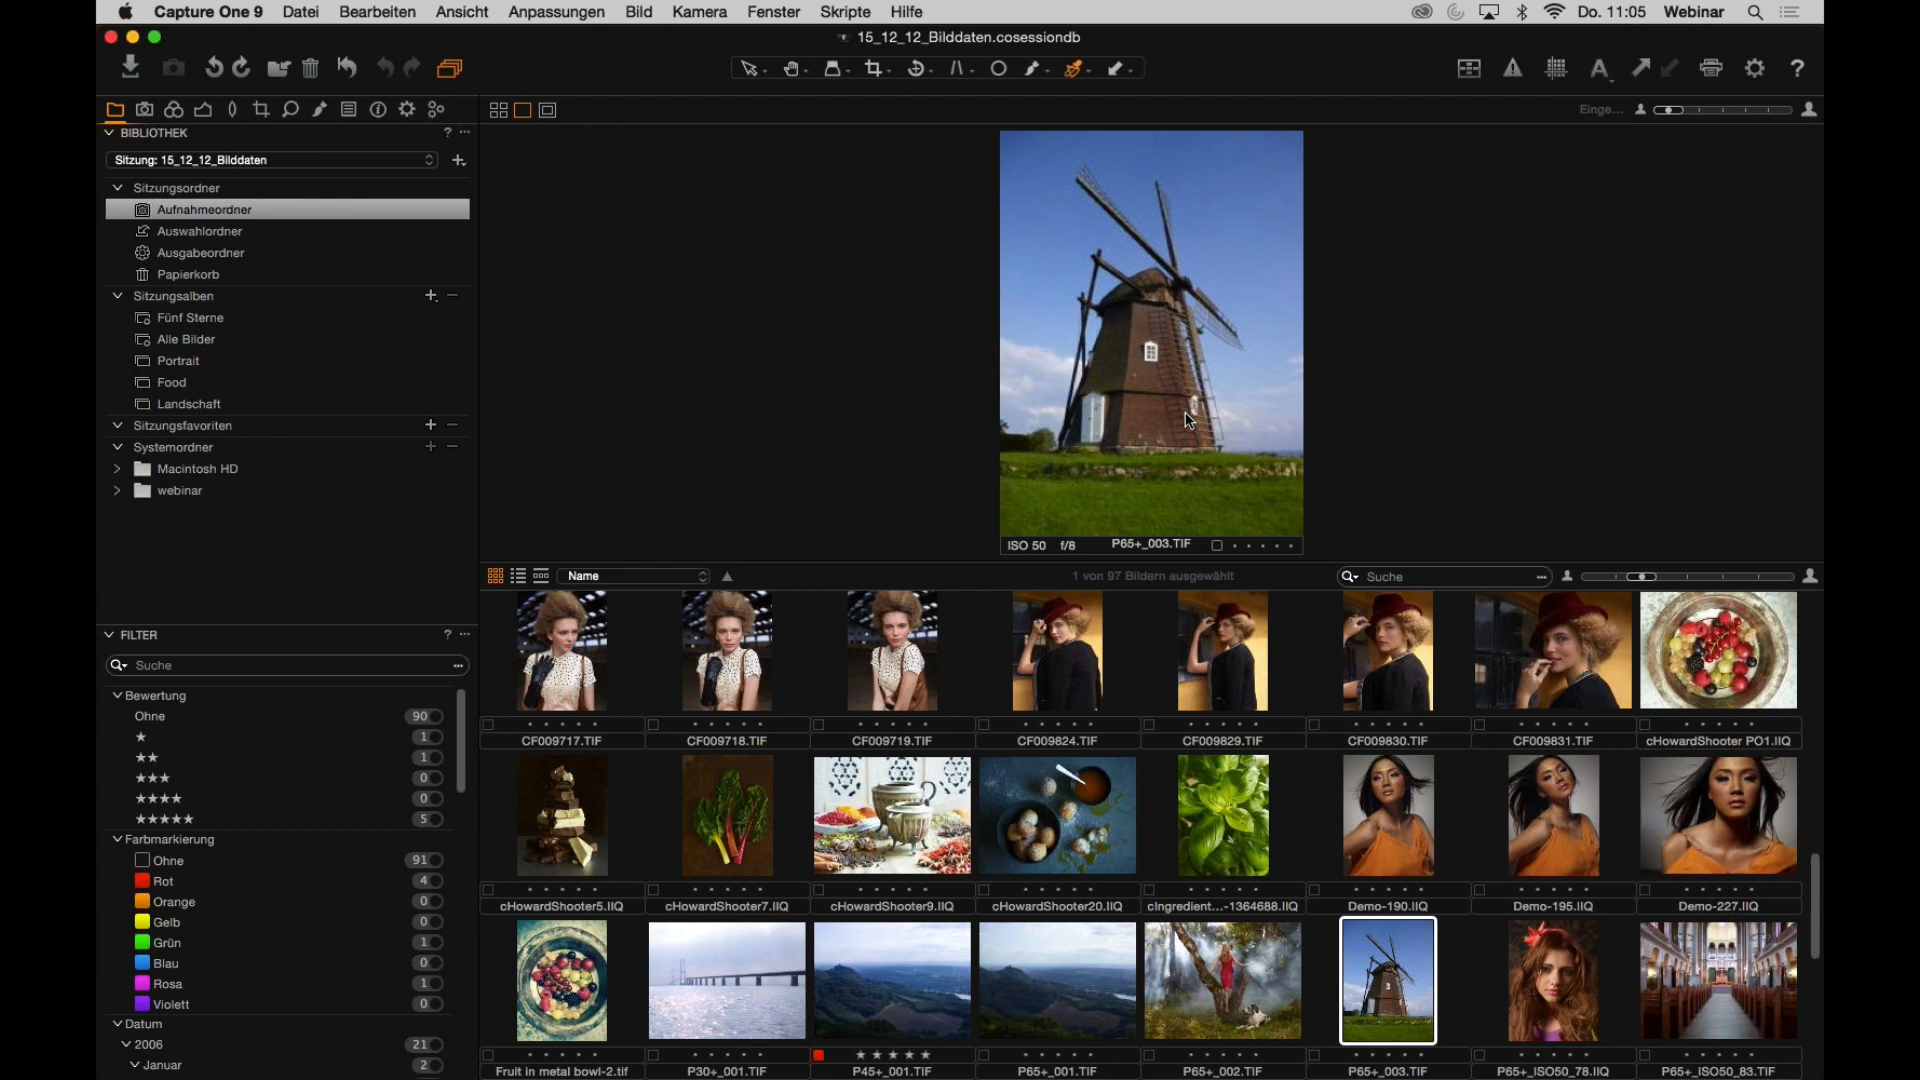 Capture One 9 Datei Bearbeiten Ansicht Anpassungen Bild Kamera Fenster Skripte Hilfe Do. 11:05 Webinar
15_12_12_Bilddaten.cosessiondb
Einge...
BIBLIOTHEK ? ...
Sitzung: 15_12_12_Bilddaten
Sitzungsordner
Aufnahmeordner
Auswahlordner
Ausgabeordner
Papierkorb
Sitzungsalben
Fünf Sterne
Alle Bilder
Portrait
Food
Landschaft
Sitzungsfavoriten
Systemordner
Macintosh HD
webinar
ISO 50 f/8 P65+_003.TIF
Name 1 von 97 Bildern ausgewählt Suche
FILTER ? ...
Suche
Bewertung
Ohne 90
★ 1
★★ 1
★★★ 0
★★★★ 0
★★★★★ 5
Farbmarkierung
Ohne 91
Rot 4
Orange 0
Gelb 0
Grün 1
Blau 0
Rosa 1
Violett 0
Datum
2006 21
Januar 2
CF009717.TIF CF009718.TIF CF009719.TIF CF009824.TIF CF009829.TIF CF009830.TIF CF009831.TIF cHowardShooter PO1.IIQ
cHowardShooter5.IIQ cHowardShooter7.IIQ cHowardShooter9.IIQ cHowardShooter20.IIQ cIngredient...-1364688.IIQ Demo-190.IIQ Demo-195.IIQ Demo-227.IIQ
★★★★★
Fruit in metal bowl-2.tif P30+_001.TIF P45+_001.TIF P65+_001.TIF P65+_002.TIF P65+_003.TIF P65+_ISO50_78.IIQ P65+_ISO50_83.TIF